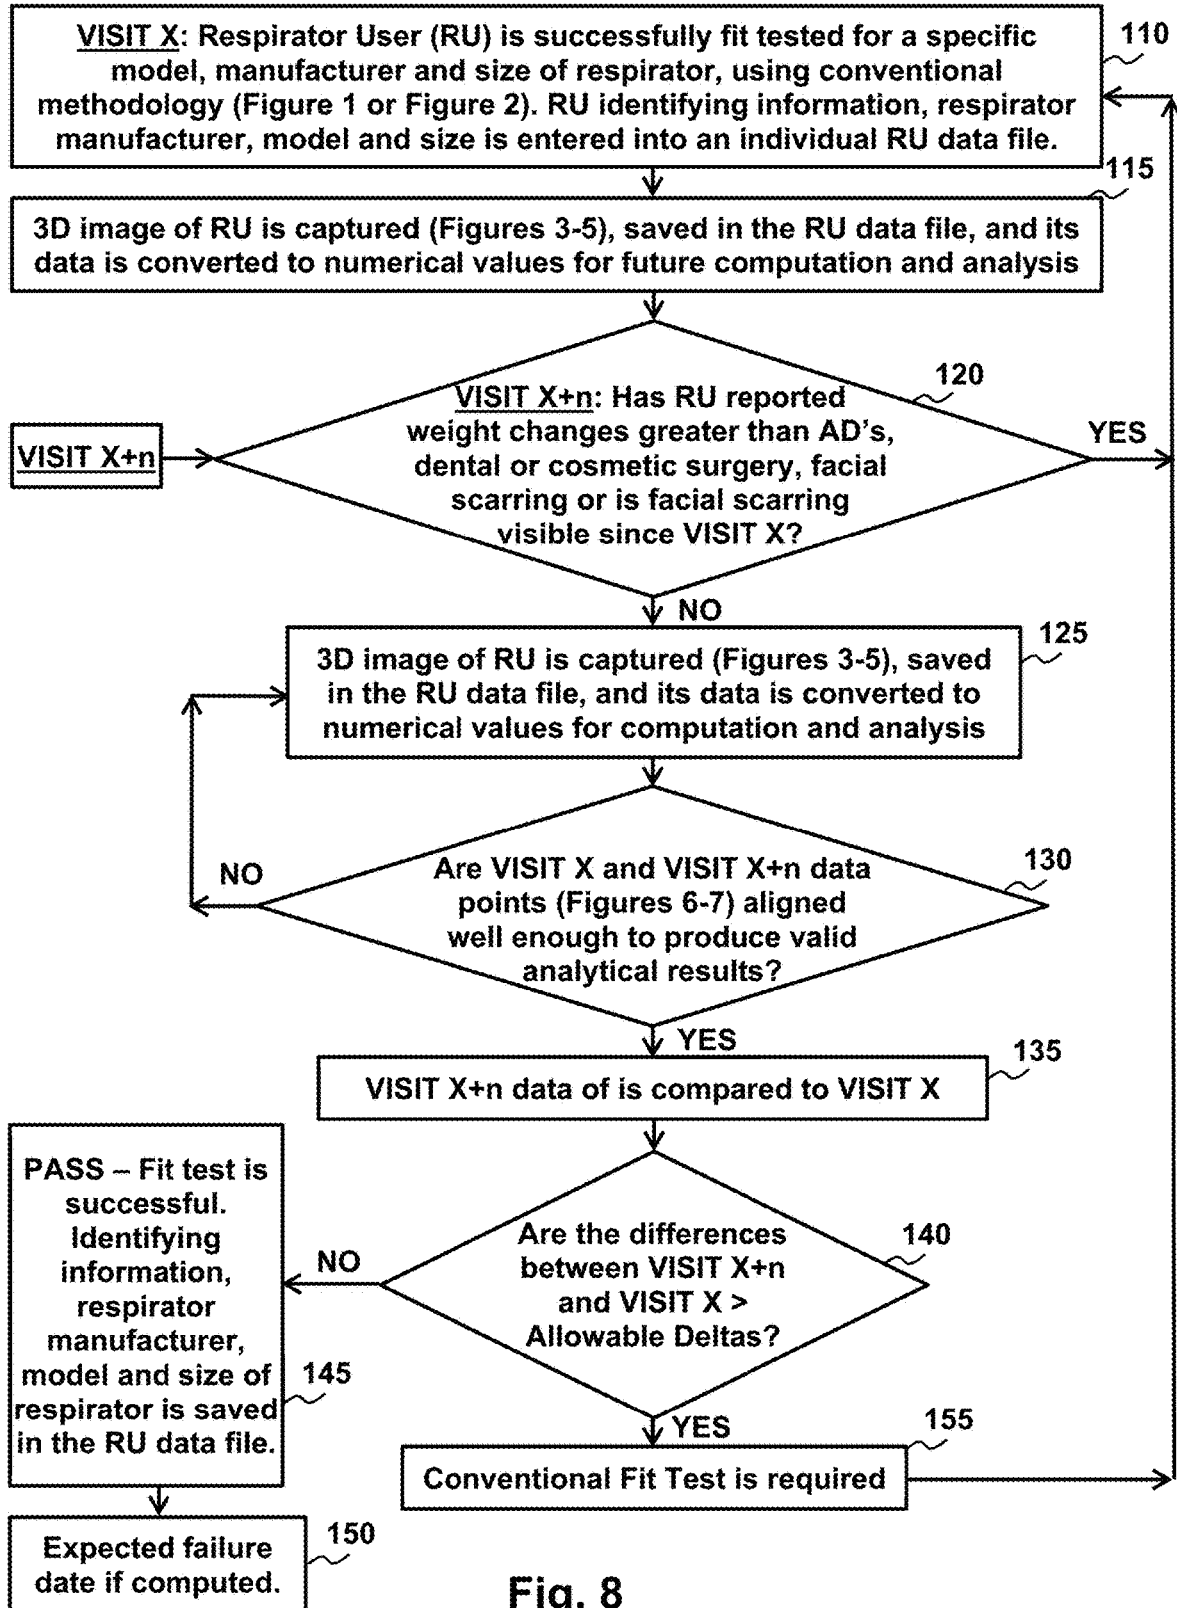 VISIT X: Respirator User (RU) is successfully fit tested for a specific
model, manufacturer and size of respirator, using conventional
methodology (Figure 1 or Figure 2). RU identifying information, respirator
manufacturer, model and size is entered into an individual RU data file.
110
115
3D image of RU is captured (Figures 3-5), saved in the RU data file, and its
data is converted to numerical values for future computation and analysis
120
VISIT X+n
VISIT X+n: Has RU reported
weight changes greater than AD's,
dental or cosmetic surgery, facial
scarring or is facial scarring
visible since VISIT X?
YES
NO
125
3D image of RU is captured (Figures 3-5), saved
in the RU data file, and its data is converted to
numerical values for computation and analysis
130
NO
Are VISIT X and VISIT X+n data
points (Figures 6-7) aligned
well enough to produce valid
analytical results?
YES
135
VISIT X+n data of is compared to VISIT X
140
Are the differences
between VISIT X+n
and VISIT X >
Allowable Deltas?
NO
PASS – Fit test is
successful.
Identifying
information,
respirator
manufacturer,
model and size of
respirator is saved
in the RU data file.
145
YES
155
Conventional Fit Test is required
150
Expected failure
date if computed.
Fig. 8